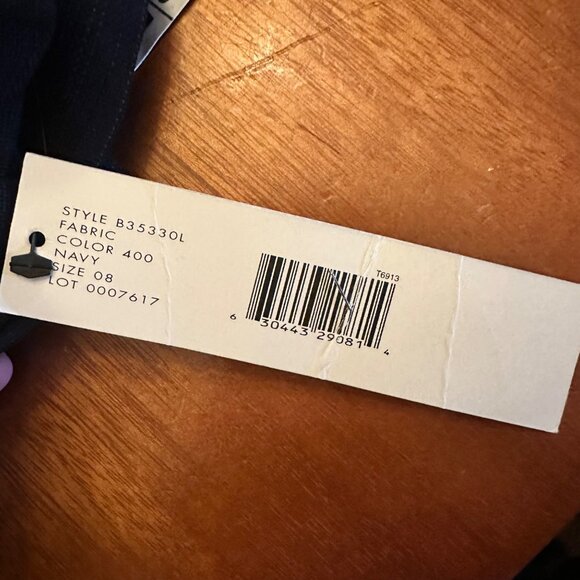 STYLE B35330L
FABRIC
COLOR 400
NAVY
SIZE 08
LOT 0007617
T6913
6 30443 29081 4